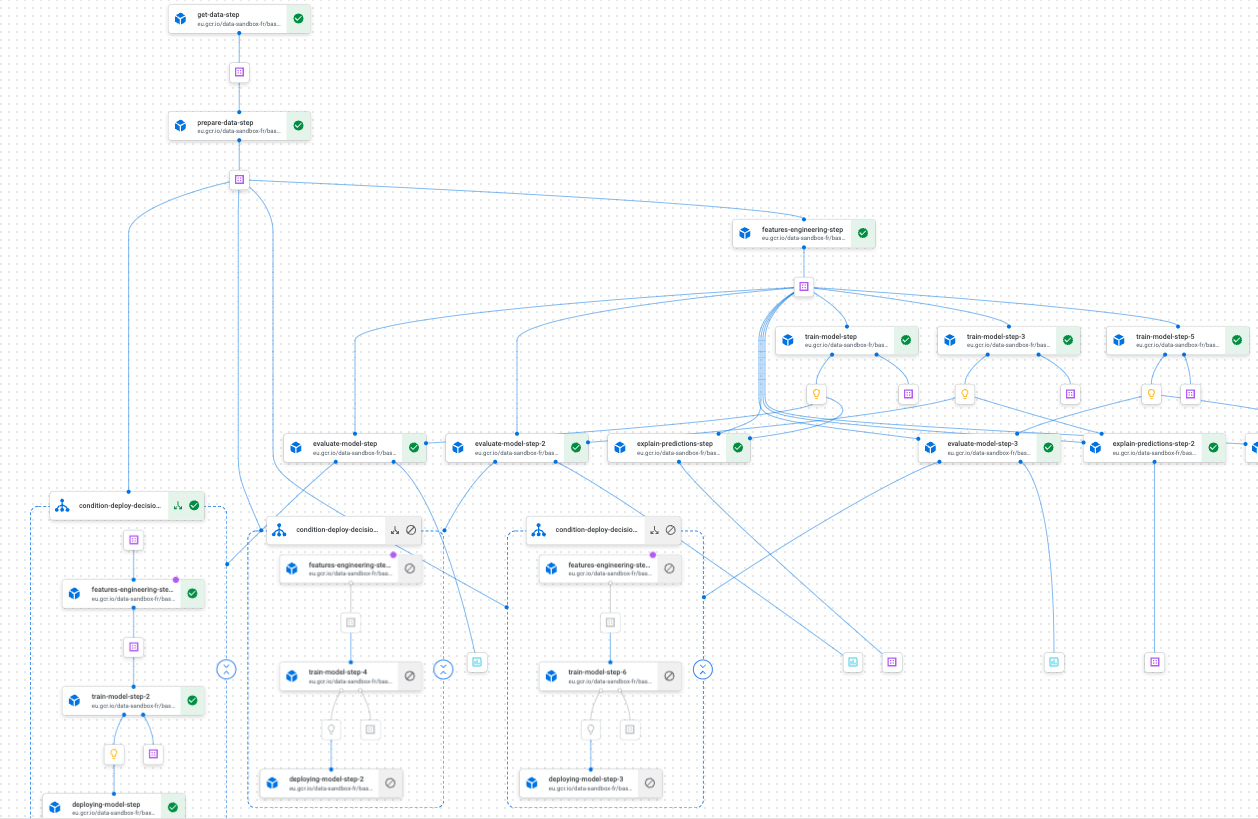 get-data-step
eu.gcr.io/data-sandbox-fr/bas...
prepare-data-step
eu.gcr.io/data-sandbox-fr/bas...
features-engineering-step
eu.gcr.io/data-sandbox-fr/bas...
train-model-step
eu.gcr.io/data-sandbox-fr/bas...
train-model-step-3
eu.gcr.io/data-sandbox-fr/bas...
train-model-step-5
eu.gcr.io/data-sandbox-fr/bas...
evaluate-model-step
eu.gcr.io/data-sandbox-fr/bas...
evaluate-model-step-2
eu.gcr.io/data-sandbox-fr/bas...
explain-predictions-step
eu.gcr.io/data-sandbox-fr/bas...
evaluate-model-step-3
eu.gcr.io/data-sandbox-fr/bas...
explain-predictions-step-2
eu.gcr.io/data-sandbox-fr/bas...
condition-deploy-decisio...
condition-deploy-decisio...
condition-deploy-decisio...
features-engineering-ste...
eu.gcr.io/data-sandbox-fr/bas...
features-engineering-ste...
eu.gcr.io/data-sandbox-fr/bas...
features-engineering-ste...
eu.gcr.io/data-sandbox-fr/bas...
train-model-step-4
eu.gcr.io/data-sandbox-fr/bas...
train-model-step-6
eu.gcr.io/data-sandbox-fr/bas...
train-model-step-2
eu.gcr.io/data-sandbox-fr/bas...
deploying-model-step-2
eu.gcr.io/data-sandbox-fr/bas...
deploying-model-step-3
eu.gcr.io/data-sandbox-fr/bas...
deploying-model-step
eu.gcr.io/data-sandbox-fr/bas...